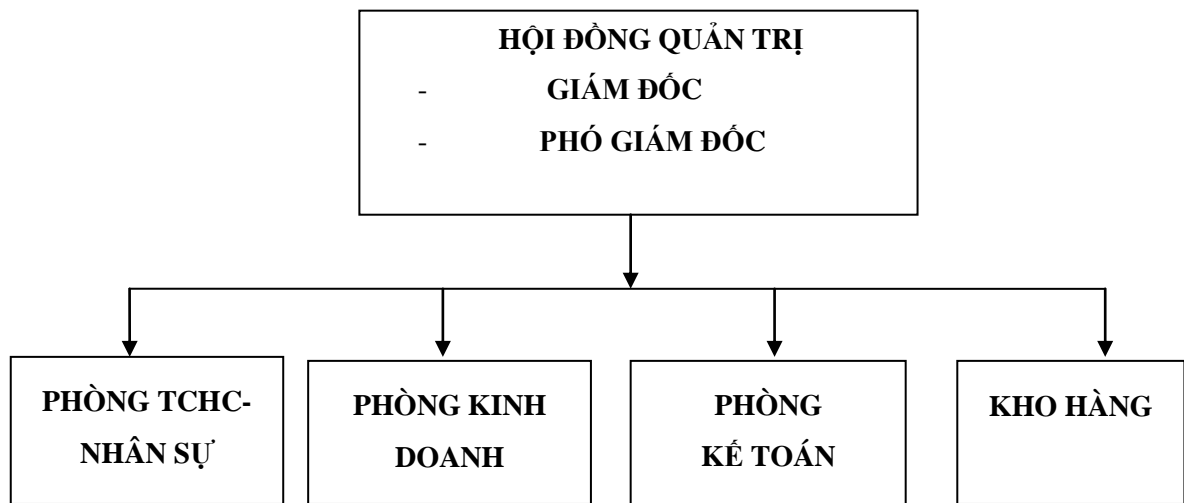 HỘI ĐỒNG QUẢN TRỊ
- GIÁM ĐỐC
- PHÓ GIÁM ĐỐC
PHÒNG TCHC-
NHÂN SỰ
PHÒNG KINH
DOANH
PHÒNG
KẾ TOÁN
KHO HÀNG